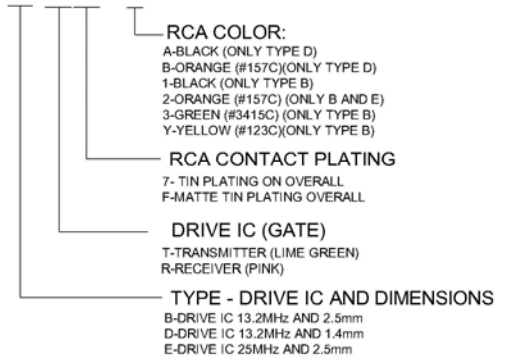 RCA COLOR:
A-BLACK (ONLY TYPE D)
B-ORANGE (#157C)(ONLY TYPE D)
1-BLACK (ONLY TYPE B)
2-ORANGE (#157C) (ONLY B AND E)
3-GREEN (#3415C) (ONLY TYPE B)
Y-YELLOW (#123C)(ONLY TYPE B)
RCA CONTACT PLATING
7- TIN PLATING ON OVERALL
F-MATTE TIN PLATING OVERALL
DRIVE IC (GATE)
T-TRANSMITTER (LIME GREEN)
R-RECEIVER (PINK)
TYPE - DRIVE IC AND DIMENSIONS
B-DRIVE IC 13.2MHz AND 2.5mm
D-DRIVE IC 13.2MHz AND 1.4mm
E-DRIVE IC 25MHz AND 2.5mm